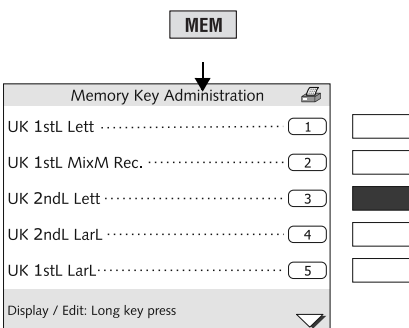 MEM
Memory Key Administration
UK 1stL Lett ································ 1
UK 1stL MixM Rec. ······················· 2
UK 2ndL Lett ······························· 3
UK 2ndL LarL ······························ 4
UK 1stL LarL ································ 5
Display / Edit: Long key press